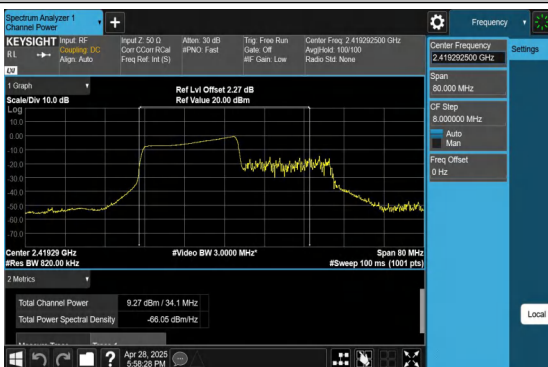 Spectrum Analyzer 1
Channel Power
Frequency
KEYSIGHT
RL
Input: RF
Coupling: DC
Align: Auto
Input Z: 50 Ω
Corr CCorr RCal
Freq Ref: Int (S)
Atten: 30 dB
#PNO: Fast
Trig: Free Run
Gate: Off
#IF Gain: Low
Center Freq: 2.419292500 GHz
Avg|Hold: 100/100
Radio Std: None
Center Frequency
2.419292500 GHz
Settings
Span
80.000 MHz
CF Step
8.000000 MHz
Auto
Man
Freq Offset
0 Hz
1 Graph
Scale/Div 10.0 dB
Ref Lvl Offset 2.27 dB
Ref Value 20.00 dBm
Log
10.0
0.00
-10.0
-20.0
-30.0
-40.0
-50.0
-60.0
-70.0
Center 2.41929 GHz
#Res BW 820.00 kHz
#Video BW 3.0000 MHz*
Span 80 MHz
#Sweep 100 ms (1001 pts)
2 Metrics
Total Channel Power 9.27 dBm / 34.1 MHz
Total Power Spectral Density -66.05 dBm/Hz
Local
Apr 28, 2025
5:58:28 PM